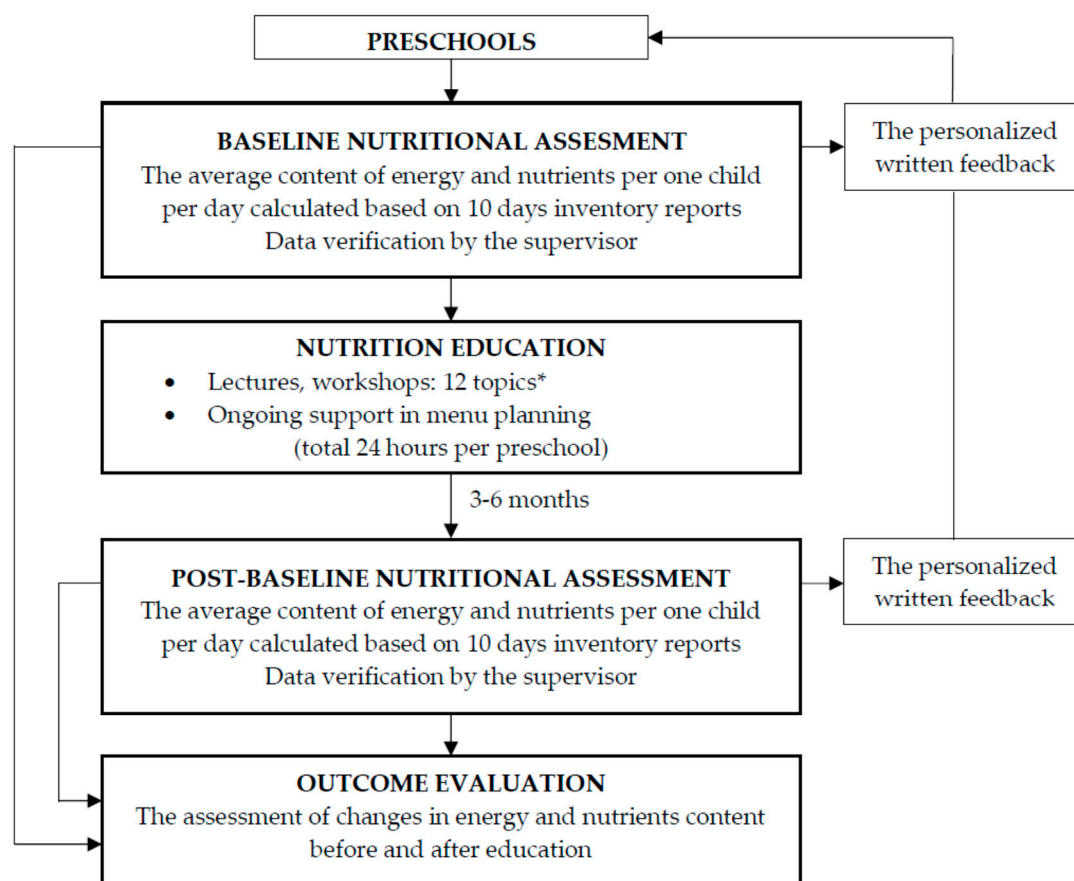 PRESCHOOLS
BASELINE NUTRITIONAL ASSESMENT
The average content of energy and nutrients per one child
per day calculated based on 10 days inventory reports
Data verification by the supervisor
The personalized
written feedback
NUTRITION EDUCATION
• Lectures, workshops: 12 topics*
• Ongoing support in menu planning
(total 24 hours per preschool)
3-6 months
POST-BASELINE NUTRITIONAL ASSESSMENT
The average content of energy and nutrients per one child
per day calculated based on 10 days inventory reports
Data verification by the supervisor
The personalized
written feedback
OUTCOME EVALUATION
The assessment of changes in energy and nutrients content
before and after education